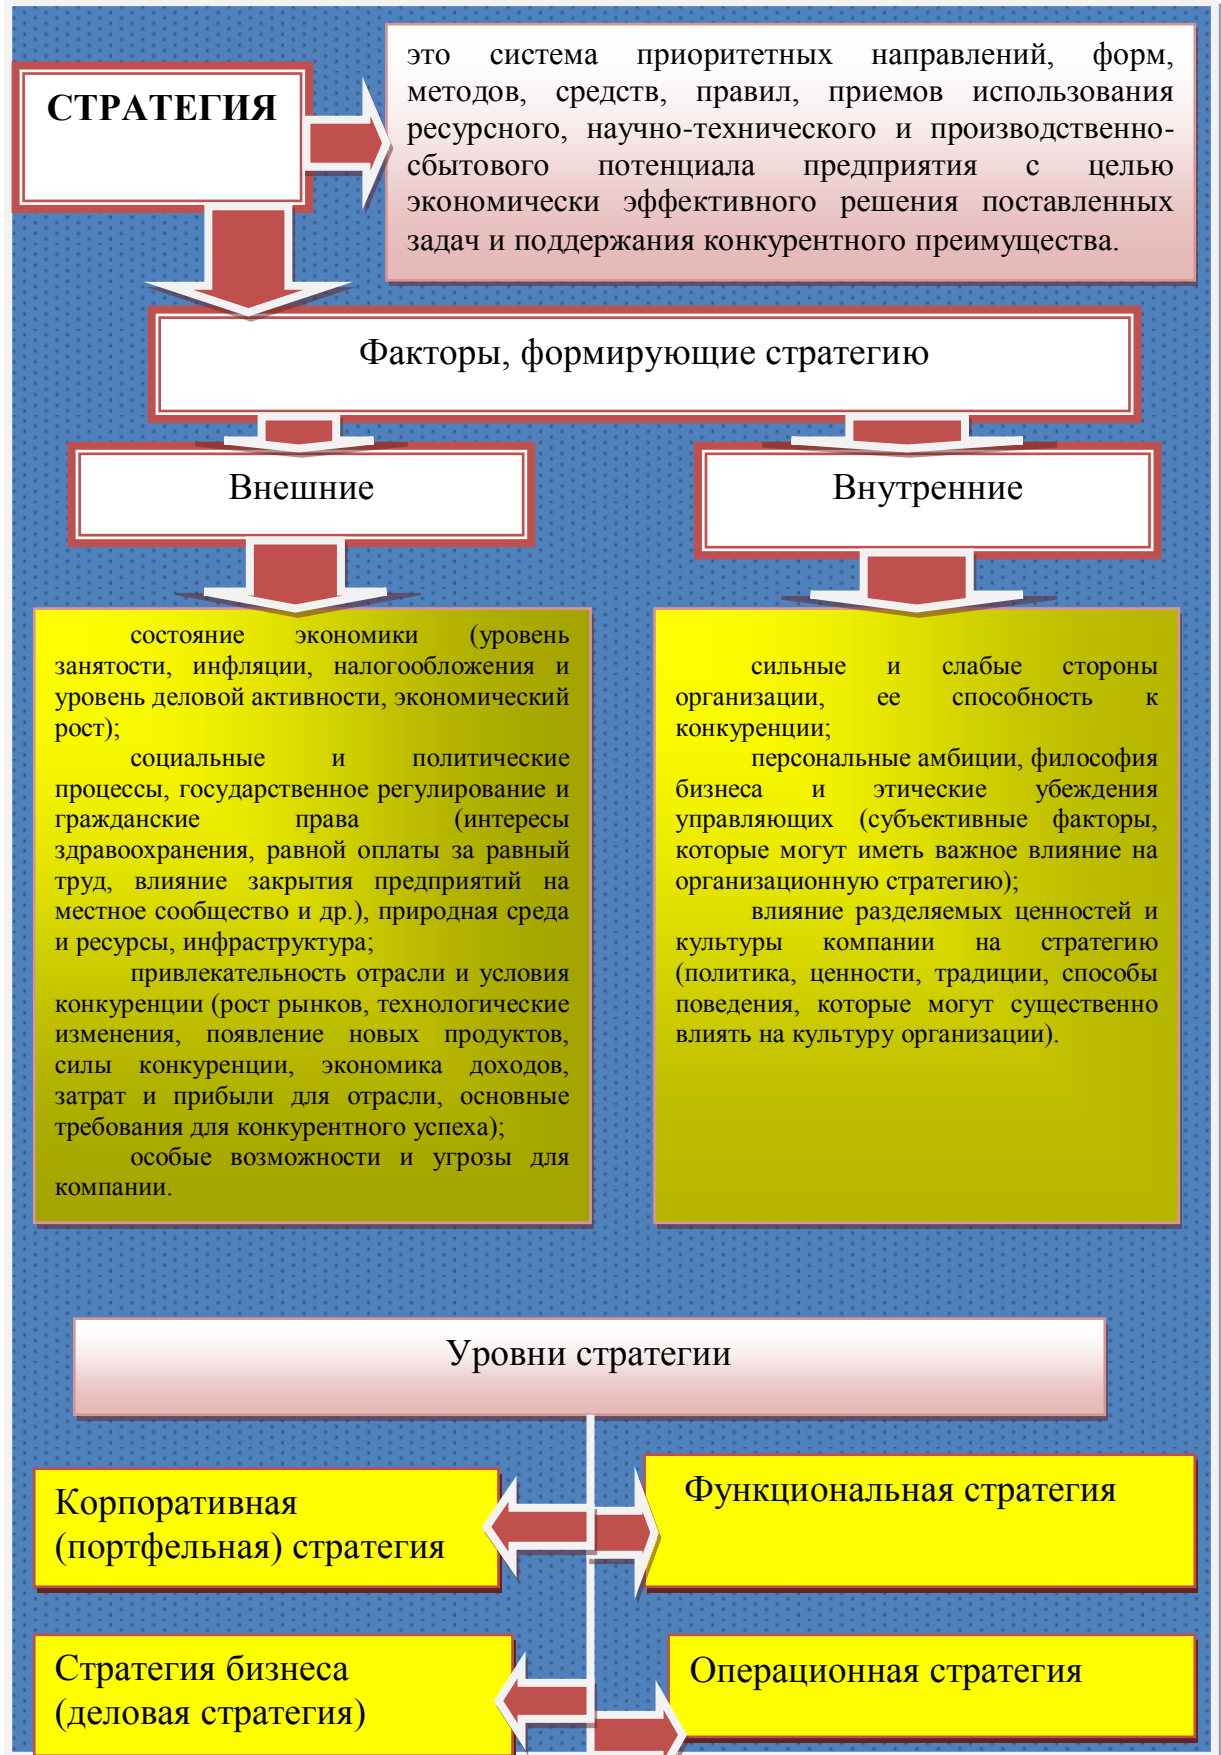 СТРАТЕГИЯ
это система приоритетных направлений, форм,
методов, средств, правил, приемов использования
ресурсного, научно-технического и производственно-
сбытового потенциала предприятия с целью
экономически эффективного решения поставленных
задач и поддержания конкурентного преимущества.
Факторы, формирующие стратегию
Внешние
Внутренние
состояние экономики (уровень
занятости, инфляции, налогообложения и
уровень деловой активности, экономический
рост);
социальные и политические
процессы, государственное регулирование и
гражданские права (интересы
здравоохранения, равной оплаты за равный
труд, влияние закрытия предприятий на
местное сообщество и др.), природная среда
и ресурсы, инфраструктура;
привлекательность отрасли и условия
конкуренции (рост рынков, технологические
изменения, появление новых продуктов,
силы конкуренции, экономика доходов,
затрат и прибыли для отрасли, основные
требования для конкурентного успеха);
особые возможности и угрозы для
компании.
сильные и слабые стороны
организации, ее способность к
конкуренции;
персональные амбиции, философия
бизнеса и этические убеждения
управляющих (субъективные факторы,
которые могут иметь важное влияние на
организационную стратегию);
влияние разделяемых ценностей и
культуры компании на стратегию
(политика, ценности, традиции, способы
поведения, которые могут существенно
влиять на культуру организации).
Уровни стратегии
Корпоративная
(портфельная) стратегия
Функциональная стратегия
Стратегия бизнеса
(деловая стратегия)
Операционная стратегия